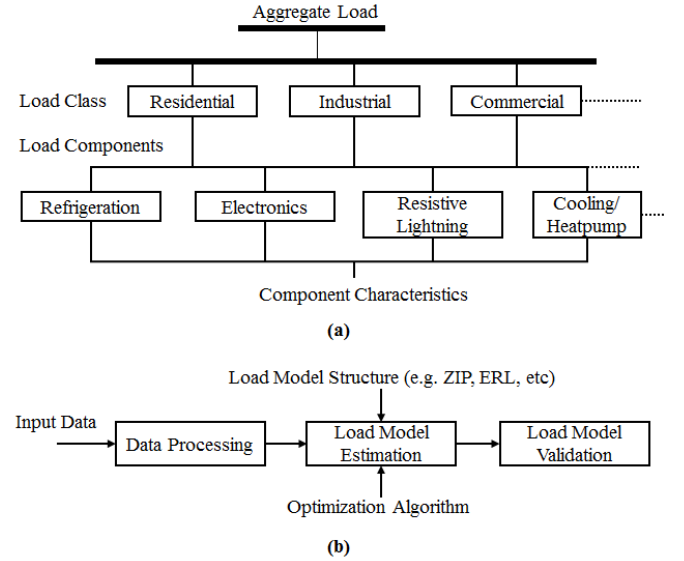 Aggregate Load
Load Class
Residential
Industrial
Commercial
Load Components
Refrigeration
Electronics
Resistive
Lightning
Cooling/
Heatpump
Component Characteristics
(a)
Load Model Structure (e.g. ZIP, ERL, etc)
Input Data
Data Processing
Load Model
Estimation
Load Model
Validation
Optimization Algorithm
(b)